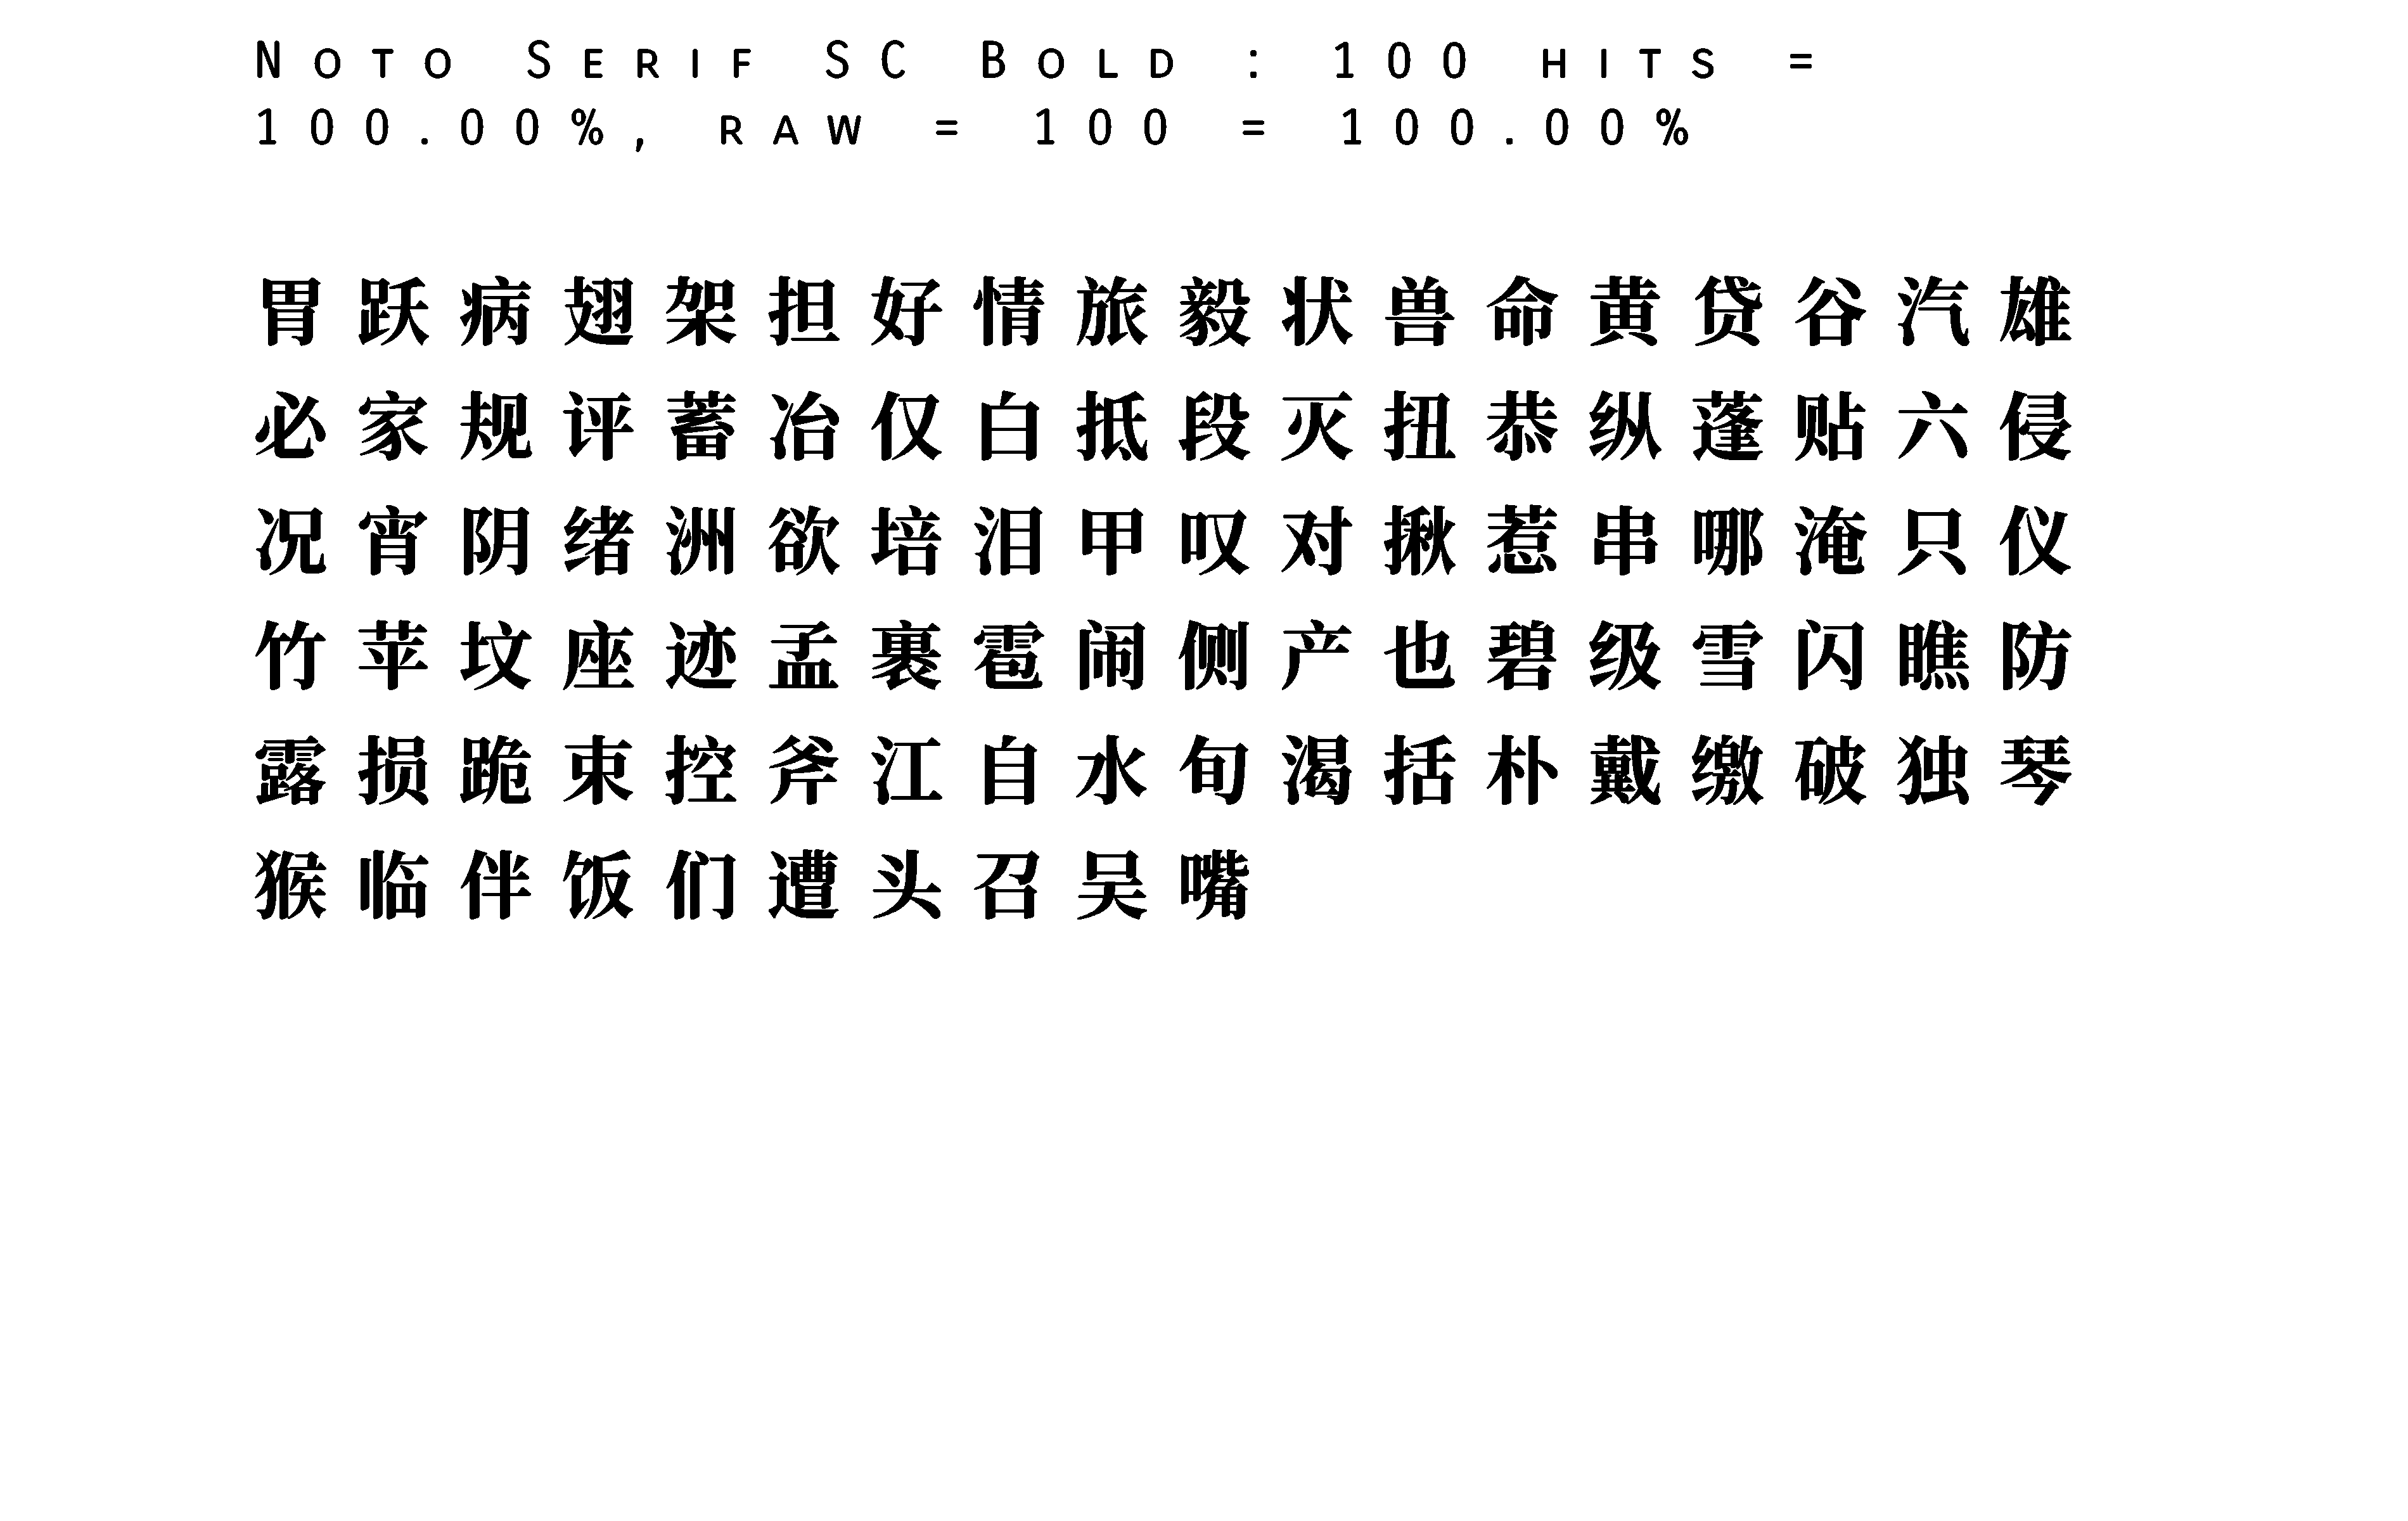 Noto Serif SC Bold : 100 hits =
100.00%, raw = 100 = 100.00%
胃跃病翅架担好情旅毅状兽命黄贷谷汽雄
必家规评蓄冶仅白抵段灭扭恭纵蓬贴六侵
况宵阴绪洲欲培泪甲叹对揪惹串哪淹只仪
竹苹坟座迹孟裹雹闹侧产也碧级雪闪瞧防
露损跪束控斧江自水旬渴括朴戴缴破独琴
猴临伴饭们遭头召吴嘴